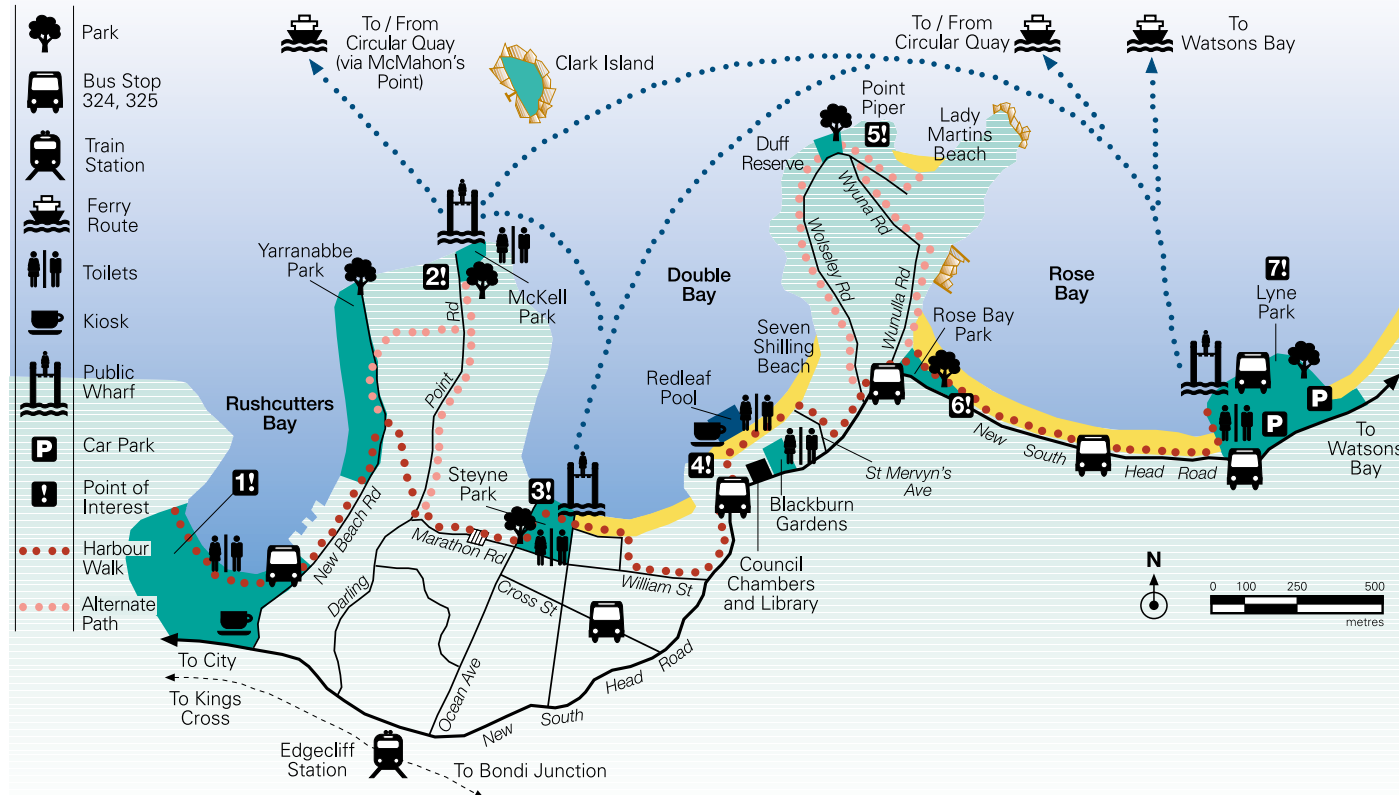 Park
Bus Stop
324, 325
Train
Station
Ferry
Route
Toilets
Kiosk
Public
Wharf
P
Car Park
!
Point of
Interest
Harbour
Walk
Alternate
Path
To / From
Circular Quay
(via McMahon's
Point)
Clark Island
To / From
Circular Quay
To
Watsons Bay
Point
Piper
5!
Duff
Reserve
Lady
Martins
Beach
Wyuna Rd
Wolseley Rd
Wunulla Rd
Yarranabbe
Park
2!
McKell
Park
Rd
Point
Darling
Double
Bay
Rose
Bay
7!
Lyne
Park
Rose Bay
Park
Seven
Shilling
Beach
Redleaf
Pool
Rushcutters
Bay
1!
Steyne
Park
3!
4!
6!
New
South
Head
Road
P
P
To
Watsons
Bay
St Mervyn's
Ave
Blackburn
Gardens
Council
Chambers
and Library
New Beach Rd
Marathon Rd
William St
Cross St
Ocean Ave
New
South
Head
Road
To City
To Kings
Cross
Edgecliff
Station
To Bondi Junction
N
0 100 250 500
metres